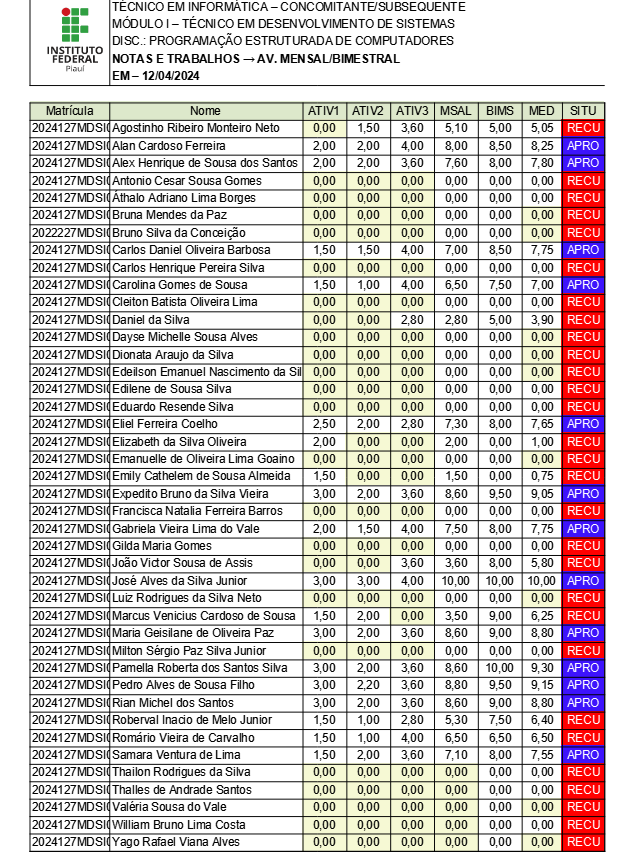 TÉCNICO EM INFORMÁTICA – CONCOMITANTE/SUBSEQUENTE
MÓDULO I – TÉCNICO EM DESENVOLVIMENTO DE SISTEMAS
DISC.: PROGRAMAÇÃO ESTRUTURADA DE COMPUTADORES
NOTAS E TRABALHOS → AV. MENSAL/BIMESTRAL
EM – 12/04/2024
INSTITUTO
FEDERAL
Piauí
Matrícula Nome ATIV1 ATIV2 ATIV3 MSAL BIMS MED SITU
2024127MDSI Agostinho Ribeiro Monteiro Neto 0,00 1,50 3,60 5,10 5,00 5,05 RECU
2024127MDSI Alan Cardoso Ferreira 2,00 2,00 4,00 8,00 8,50 8,25 APRO
2024127MDSI Alex Henrique de Sousa dos Santos 2,00 2,00 3,60 7,60 8,00 7,80 APRO
2024127MDSI Antonio Cesar Sousa Gomes 0,00 0,00 0,00 0,00 0,00 0,00 RECU
2024127MDSI Áthalo Adriano Lima Borges 0,00 0,00 0,00 0,00 0,00 0,00 RECU
2024127MDSI Bruna Mendes da Paz 0,00 0,00 0,00 0,00 0,00 0,00 RECU
2022227MDSI Bruno Silva da Conceição 0,00 0,00 0,00 0,00 0,00 0,00 RECU
2024127MDSI Carlos Daniel Oliveira Barbosa 1,50 1,50 4,00 7,00 8,50 7,75 APRO
2024127MDSI Carlos Henrique Pereira Silva 0,00 0,00 0,00 0,00 0,00 0,00 RECU
2024127MDSI Carolina Gomes de Sousa 1,50 1,00 4,00 6,50 7,50 7,00 APRO
2024127MDSI Cleiton Batista Oliveira Lima 0,00 0,00 0,00 0,00 0,00 0,00 RECU
2024127MDSI Daniel da Silva 0,00 0,00 2,80 2,80 5,00 3,90 RECU
2024127MDSI Dayse Michelle Sousa Alves 0,00 0,00 0,00 0,00 0,00 0,00 RECU
2024127MDSI Dionata Araujo da Silva 0,00 0,00 0,00 0,00 0,00 0,00 RECU
2024127MDSI Edeilson Emanuel Nascimento da Sil 0,00 0,00 0,00 0,00 0,00 0,00 RECU
2024127MDSI Edilene de Sousa Silva 0,00 0,00 0,00 0,00 0,00 0,00 RECU
2024127MDSI Eduardo Resende Silva 0,00 0,00 0,00 0,00 0,00 0,00 RECU
2024127MDSI Eliel Ferreira Coelho 2,50 2,00 2,80 7,30 8,00 7,65 APRO
2024127MDSI Elizabeth da Silva Oliveira 2,00 0,00 0,00 2,00 0,00 1,00 RECU
2024127MDSI Emanuelle de Oliveira Lima Goaino 0,00 0,00 0,00 0,00 0,00 0,00 RECU
2024127MDSI Emily Cathelem de Sousa Almeida 1,50 0,00 0,00 1,50 0,00 0,75 RECU
2024127MDSI Expedito Bruno da Silva Vieira 3,00 2,00 3,60 8,60 9,50 9,05 APRO
2024127MDSI Francisca Natalia Ferreira Barros 0,00 0,00 0,00 0,00 0,00 0,00 RECU
2024127MDSI Gabriela Vieira Lima do Vale 2,00 1,50 4,00 7,50 8,00 7,75 APRO
2024127MDSI Gilda Maria Gomes 0,00 0,00 0,00 0,00 0,00 0,00 RECU
2024127MDSI João Victor Sousa de Assis 0,00 0,00 3,60 3,60 8,00 5,80 RECU
2024127MDSI José Alves da Silva Junior 3,00 3,00 4,00 10,00 10,00 10,00 APRO
2024127MDSI Luiz Rodrigues da Silva Neto 0,00 0,00 0,00 0,00 0,00 0,00 RECU
2024127MDSI Marcus Venicius Cardoso de Sousa 1,50 2,00 0,00 3,50 9,00 6,25 RECU
2024127MDSI Maria Geisilane de Oliveira Paz 3,00 2,00 3,60 8,60 9,00 8,80 APRO
2024127MDSI Milton Sérgio Paz Silva Junior 0,00 0,00 0,00 0,00 0,00 0,00 RECU
2024127MDSI Pamella Roberta dos Santos Silva 3,00 2,00 3,60 8,60 10,00 9,30 APRO
2024127MDSI Pedro Alves de Sousa Filho 3,00 2,20 3,60 8,80 9,50 9,15 APRO
2024127MDSI Rian Michel dos Santos 3,00 2,00 3,60 8,60 9,00 8,80 APRO
2024127MDSI Roberval Inacio de Melo Junior 1,50 1,00 2,80 5,30 7,50 6,40 RECU
2024127MDSI Romário Vieira de Carvalho 1,50 1,00 4,00 6,50 6,50 6,50 RECU
2024127MDSI Samara Ventura de Lima 1,50 2,00 3,60 7,10 8,00 7,55 APRO
2024127MDSI Thailon Rodrigues da Silva 0,00 0,00 0,00 0,00 0,00 0,00 RECU
2024127MDSI Thalles de Andrade Santos 0,00 0,00 0,00 0,00 0,00 0,00 RECU
2024127MDSI Valéria Sousa do Vale 0,00 0,00 0,00 0,00 0,00 0,00 RECU
2024127MDSI William Bruno Lima Costa 0,00 0,00 0,00 0,00 0,00 0,00 RECU
2024127MDSI Yago Rafael Viana Alves 0,00 0,00 0,00 0,00 0,00 0,00 RECU